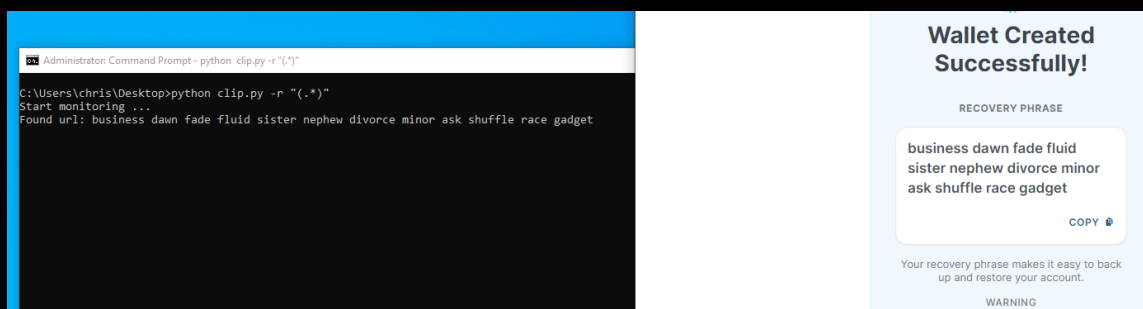 Administrator: Command Prompt - python clip.py -r "(.*)"
C:\Users\chris\Desktop>python clip.py -r "(.*)"
Start monitoring ...
Found url: business dawn fade fluid sister nephew divorce minor ask shuffle race gadget
Wallet Created
Successfully!
RECOVERY PHRASE
business dawn fade fluid
sister nephew divorce minor
ask shuffle race gadget
COPY
Your recovery phrase makes it easy to back
up and restore your account.
WARNING